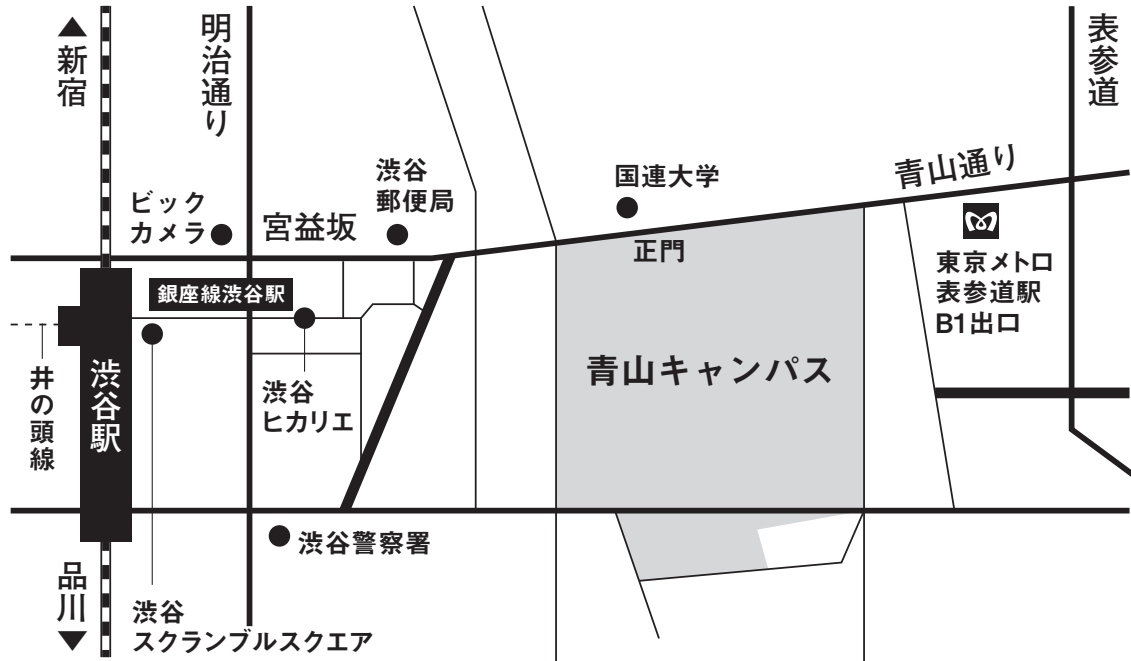 ▲新宿
明治通り
表参道
青山通り
渋谷
郵便局
国連大学
ビック
カメラ
宮益坂
正門
東京メトロ
表参道駅
B1出口
銀座線渋谷駅
青山キャンパス
渋谷駅
井の頭線
渋谷
ヒカリエ
渋谷警察署
品川▼
渋谷
スクランブルスクエア